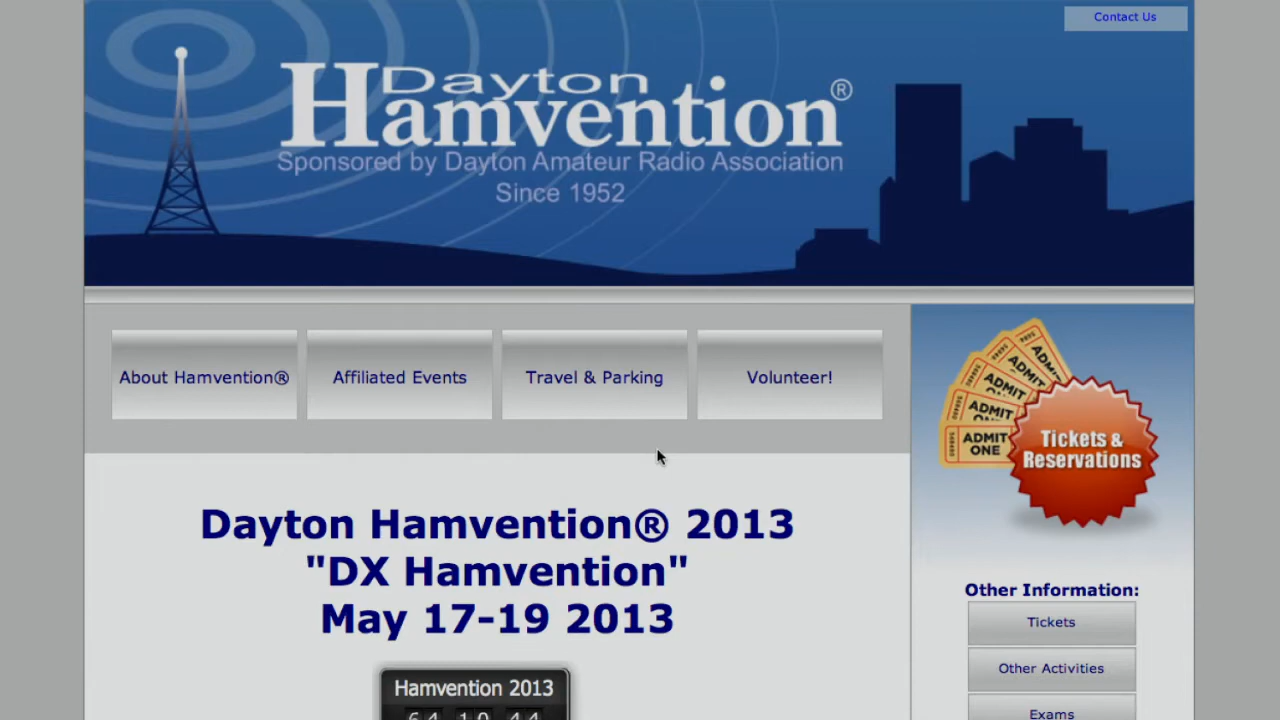 Contact Us
Dayton
Hamvention®
Sponsored by Dayton Amateur Radio Association
Since 1952
About Hamvention®
Affiliated Events
Travel & Parking
Volunteer!
ADMIT
ADMIT
ADMIT
ADMIT
ONE
Tickets &
Reservations
Dayton Hamvention® 2013
"DX Hamvention"
May 17-19 2013
Other Information:
Tickets
Other Activities
Exams
Hamvention 2013